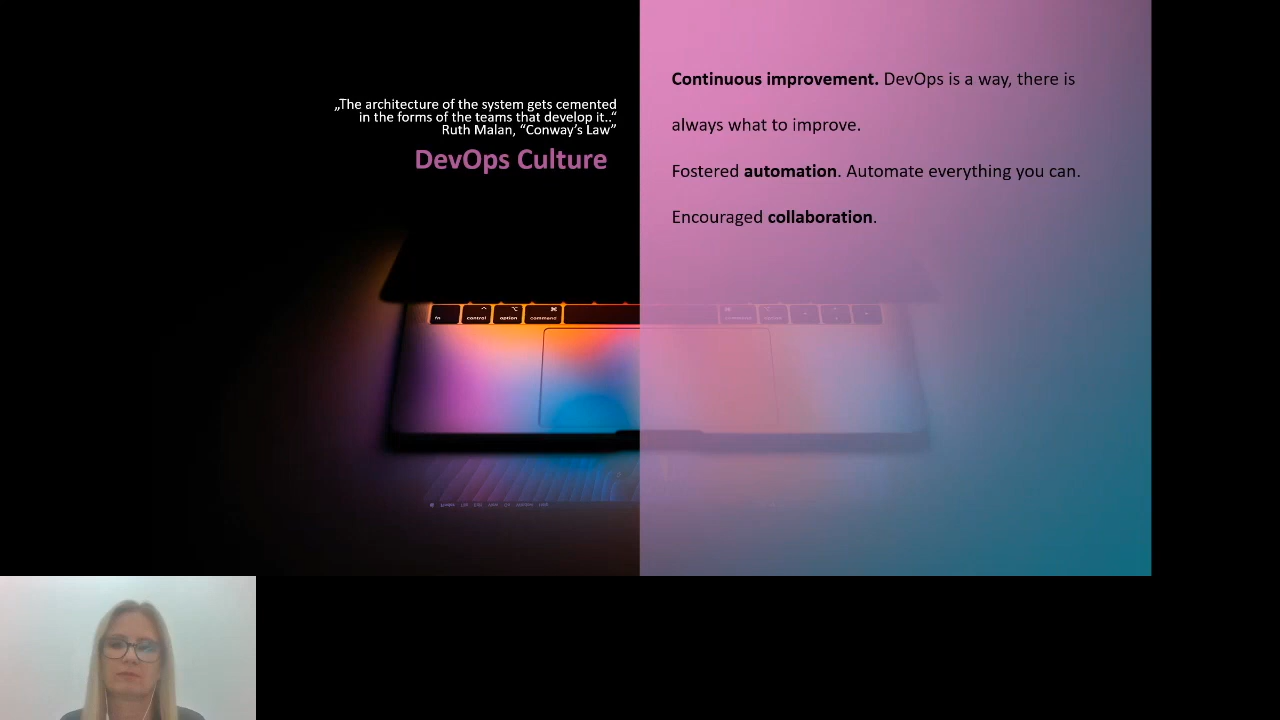 „The architecture of the system gets cemented
in the forms of the teams that develop it..“
Ruth Malan, “Conway’s Law”
DevOps Culture
Continuous improvement. DevOps is a way, there is
always what to improve.
Fostered automation. Automate everything you can.
Encouraged collaboration.
fn
control
option
command